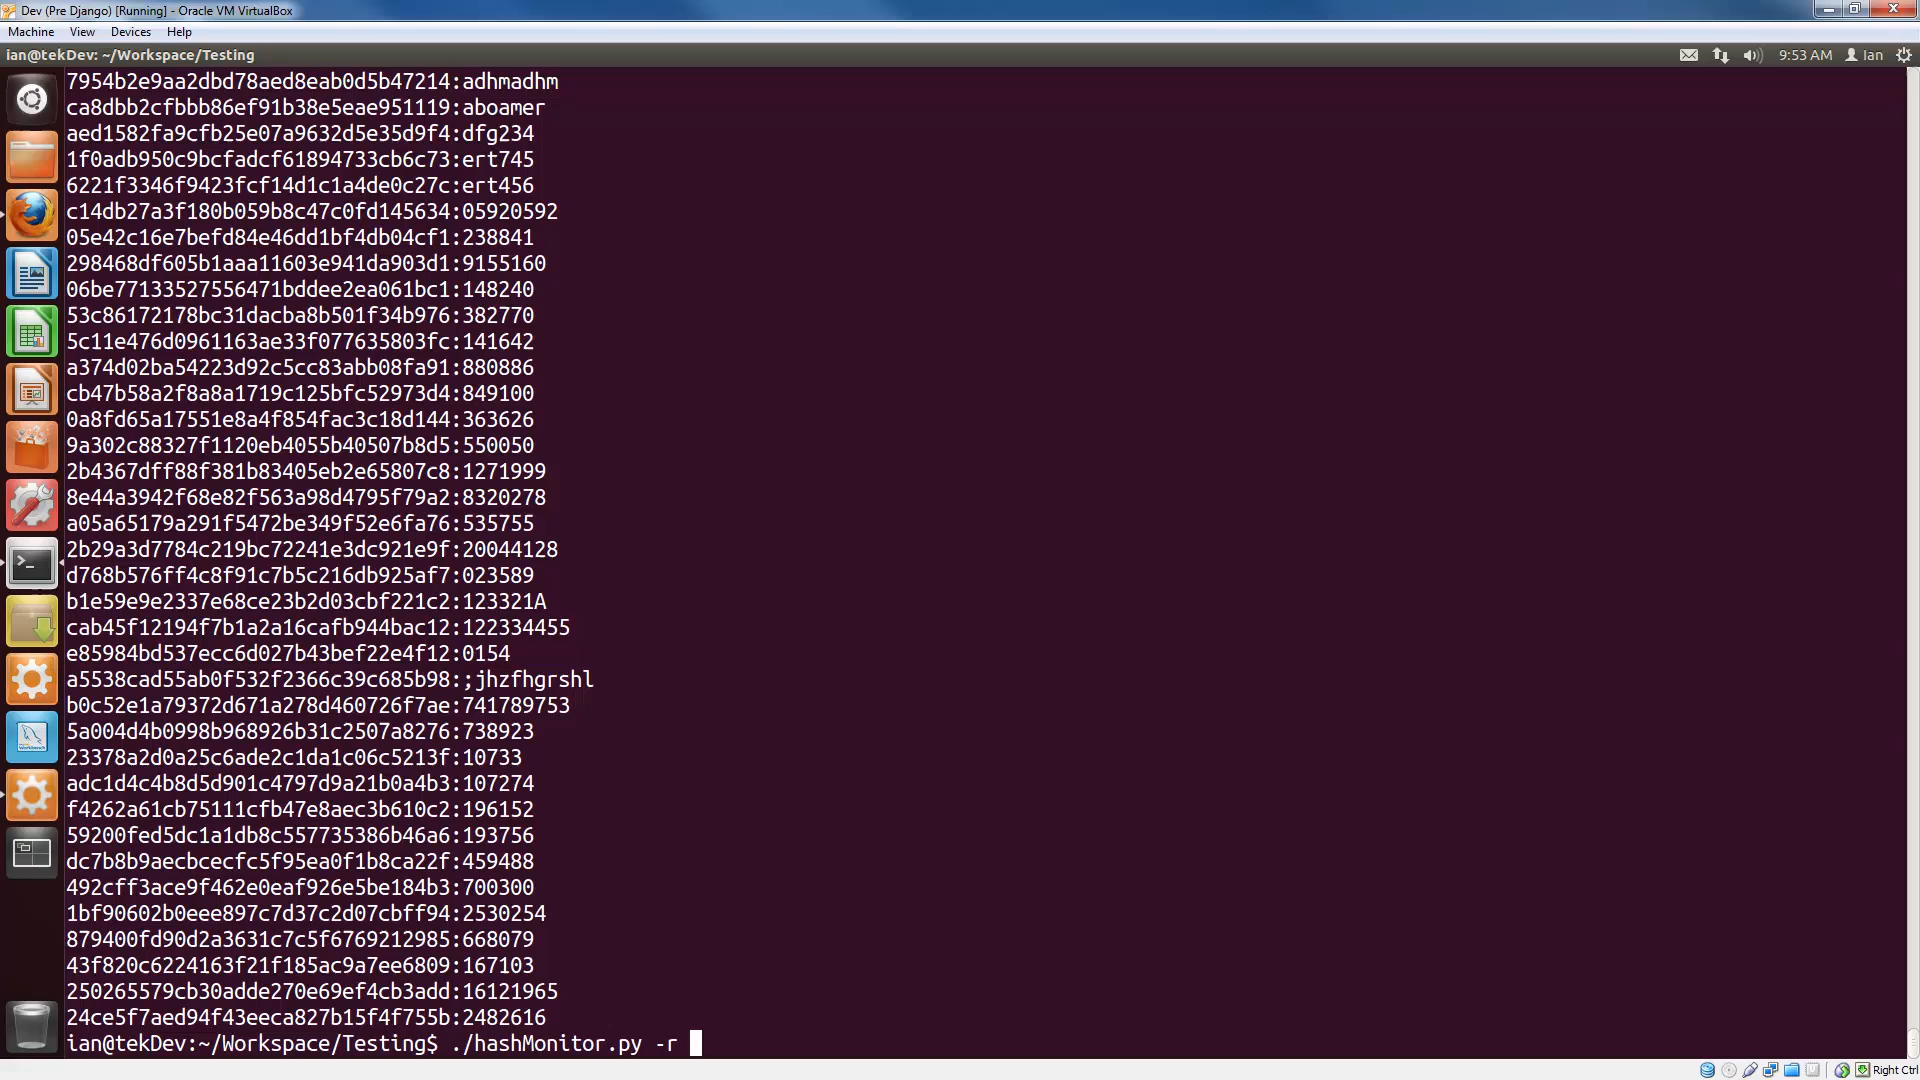 Dev (Pre Django) [Running] - Oracle VM VirtualBox
Machine View Devices Help
ian@tekDev: ~/Workspace/Testing 9:53 AM Ian
7954b2e9aa2dbd78aed8eab0d5b47214:adhmadhm
ca8dbb2cfbbb86ef91b38e5eae951119:aboamer
aed1582fa9cfb25e07a9632d5e35d9f4:dfg234
1f0adb950c9bcfadcf61894733cb6c73:ert745
6221f3346f9423fcf14d1c1a4de0c27c:ert456
c14db27a3f180b059b8c47c0fd145634:05920592
05e42c16e7befd84e46dd1bf4db04cf1:238841
298468df605b1aaa11603e941da903d1:9155160
06be77133527556471bddee2ea061bc1:148240
53c86172178bc31dacba8b501f34b976:382770
5c11e476d0961163ae33f077635803fc:141642
a374d02ba54223d92c5cc83abb08fa91:880886
cb47b58a2f8a8a1719c125bfc52973d4:849100
0a8fd65a17551e8a4f854fac3c18d144:363626
9a302c88327f1120eb4055b40507b8d5:550050
2b4367dff88f381b83405eb2e65807c8:1271999
8e44a3942f68e82f563a98d4795f79a2:8320278
a05a65179a291f5472be349f52e6fa76:535755
2b29a3d7784c219bc72241e3dc921e9f:20044128
d768b576ff4c8f91c7b5c216db925af7:023589
b1e59e9e2337e68ce23b2d03cbf221c2:123321A
cab45f12194f7b1a2a16cafb944bac12:122334455
e85984bd537ecc6d027b43bef22e4f12:0154
a5538cad55ab0f532f2366c39c685b98:;jhzfhgrshl
b0c52e1a79372d671a278d460726f7ae:741789753
5a004d4b0998b968926b31c2507a8276:738923
23378a2d0a25c6ade2c1da1c06c5213f:10733
adc1d4c4b8d5d901c4797d9a21b0a4b3:107274
f4262a61cb75111cfb47e8aec3b610c2:196152
59200fed5dc1a1db8c557735386b46a6:193756
dc7b8b9aecbcecfc5f95ea0f1b8ca22f:459488
492cff3ace9f462e0eaf926e5be184b3:700300
1bf90602b0eee897c7d37c2d07cbff94:2530254
879400fd90d2a3631c7c5f6769212985:668079
43f820c6224163f21f185ac9a7ee6809:167103
250265579cb30adde270e69ef4cb3add:16121965
24ce5f7aed94f43eeca827b15f4f755b:2482616
ian@tekDev:~/Workspace/Testing$ ./hashMonitor.py -r
Right Ctrl